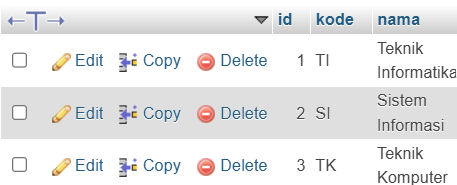 id kode nama
Edit Copy Delete 1 TI Teknik
Informatika
Edit Copy Delete 2 SI Sistem
Informasi
Edit Copy Delete 3 TK Teknik
Komputer